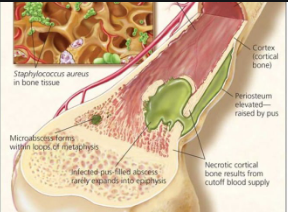 Staphylococcus aureus
in bone tissue
Cortex
(cortical
bone)
Periosteum
elevated—
raised by pus
Microabscess forms
within loops of metaphysis
Infected pus-filled abscess
rarely expands into epiphysis
Necrotic cortical
bone results from
cutoff blood supply